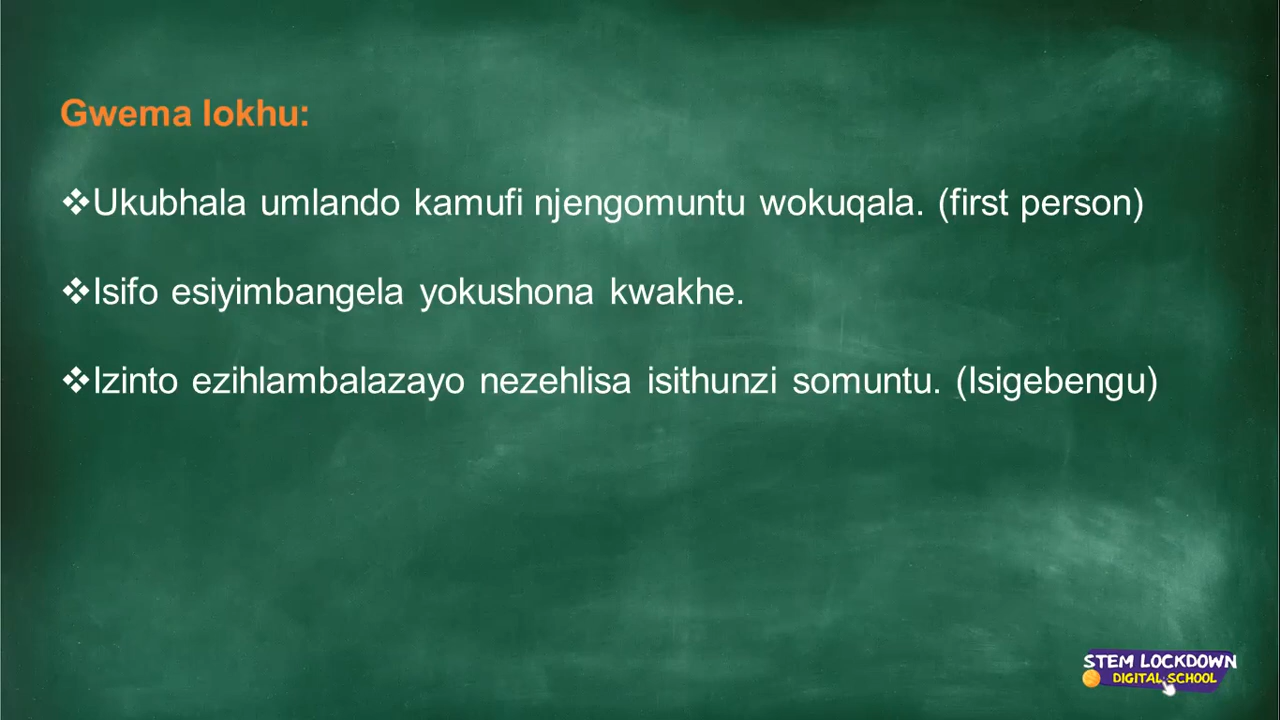 Gwema lokhu:
❖Ukubhala umlando kamufi njengomuntu wokuqala. (first person)
❖Isifo esiyimbangela yokushona kwakhe.
❖Izinto ezihlambalazayo nezehlisa isithunzi somuntu. (Isigebengu)
STEM LOCKDOWN
DIGITAL SCHOOL